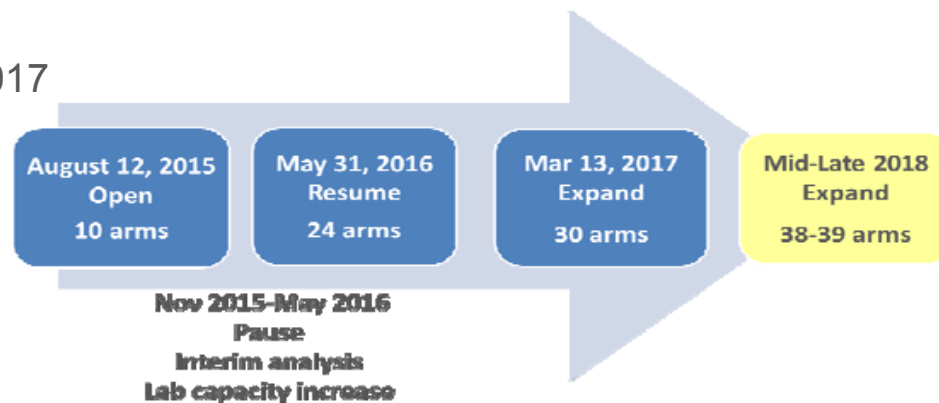 017
August 12, 2015
Open
10 arms
May 31, 2016
Resume
24 arms
Mar 13, 2017
Expand
30 arms
Mid-Late 2018
Expand
38-39 arms
Nov 2015-May 2016
Pause
Interim analysis
Lab capacity increase